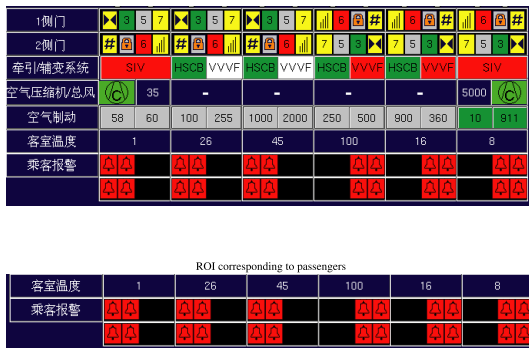 1侧门 3 5 7 3 5 7 3 5 7 6 # 6 # 6 #
2侧门 # 6 # 6 # 6 7 5 3 7 5 3 7 5 3
牵引/辅变系统 SIV HSCB VVVF HSCB VVVF HSCB VVVF HSCB VVVF SIV
空气压缩机/总风 C 35 - - - - 5000 C
空气制动 58 60 100 255 1000 2000 250 500 900 360 10 911
客室温度 1 26 45 100 16 8
乘客报警
ROI corresponding to passengers
客室温度 1 26 45 100 16 8
乘客报警